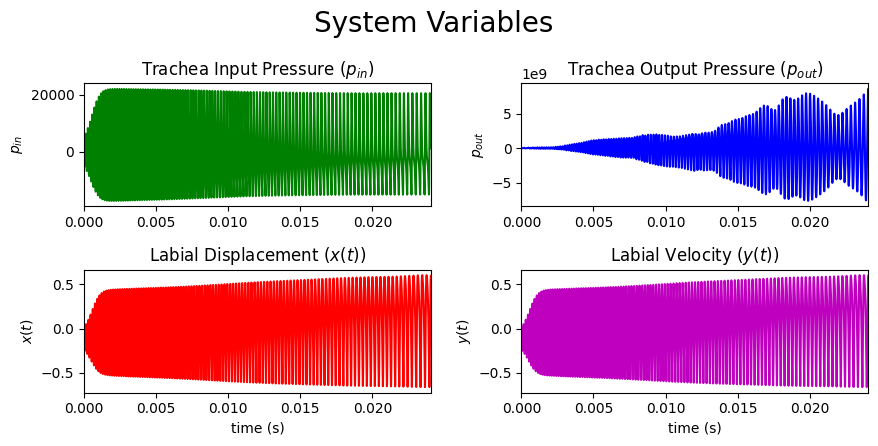 System Variables
Trachea Input Pressure (p_in)
1e9 Trachea Output Pressure (p_out)
p_in
20000
0
0.000 0.005 0.010 0.015 0.020
p_out
5
0
−5
0.000 0.005 0.010 0.015 0.020
Labial Displacement (x(t))
Labial Velocity (y(t))
x(t)
0.5
0.0
−0.5
0.000 0.005 0.010 0.015 0.020
time (s)
y(t)
0.5
0.0
−0.5
0.000 0.005 0.010 0.015 0.020
time (s)